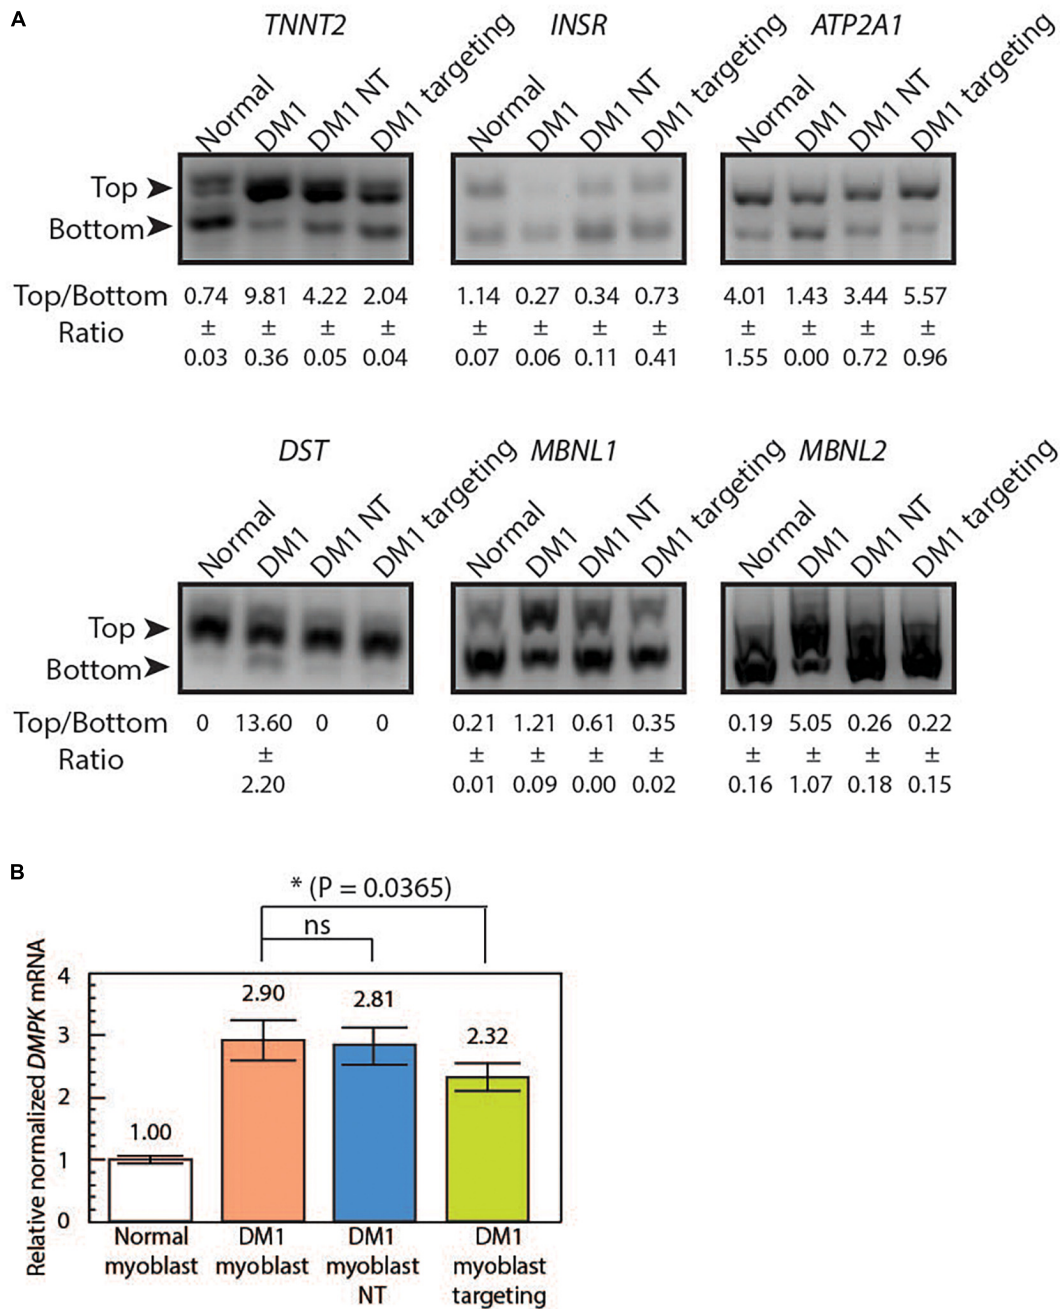 A
TNNT2 INSR ATP2A1
Normal DM1 DM1 NT DM1 targeting Normal DM1 DM1 NT DM1 targeting Normal DM1 DM1 NT DM1 targeting
Top
Bottom
Top/Bottom 0.74 9.81 4.22 2.04 1.14 0.27 0.34 0.73 4.01 1.43 3.44 5.57
Ratio ± ± ± ± ± ± ± ± ± ± ± ±
0.03 0.36 0.05 0.04 0.07 0.06 0.11 0.41 1.55 0.00 0.72 0.96
DST MBNL1 MBNL2
Normal DM1 DM1 NT DM1 targeting Normal DM1 DM1 NT DM1 targeting Normal DM1 DM1 NT DM1 targeting
Top
Bottom
Top/Bottom 0 13.60 0 0 0.21 1.21 0.61 0.35 0.19 5.05 0.26 0.22
Ratio ± ± ± ± ± ± ± ± ±
2.20 0.01 0.09 0.00 0.02 0.16 1.07 0.18 0.15
B
* (P = 0.0365)
ns
Relative normalized DMPK mRNA
4
3
2
1
0
1.00
2.90
2.81
2.32
Normal
myoblast
DM1
myoblast
DM1
myoblast
NT
DM1
myoblast
targeting